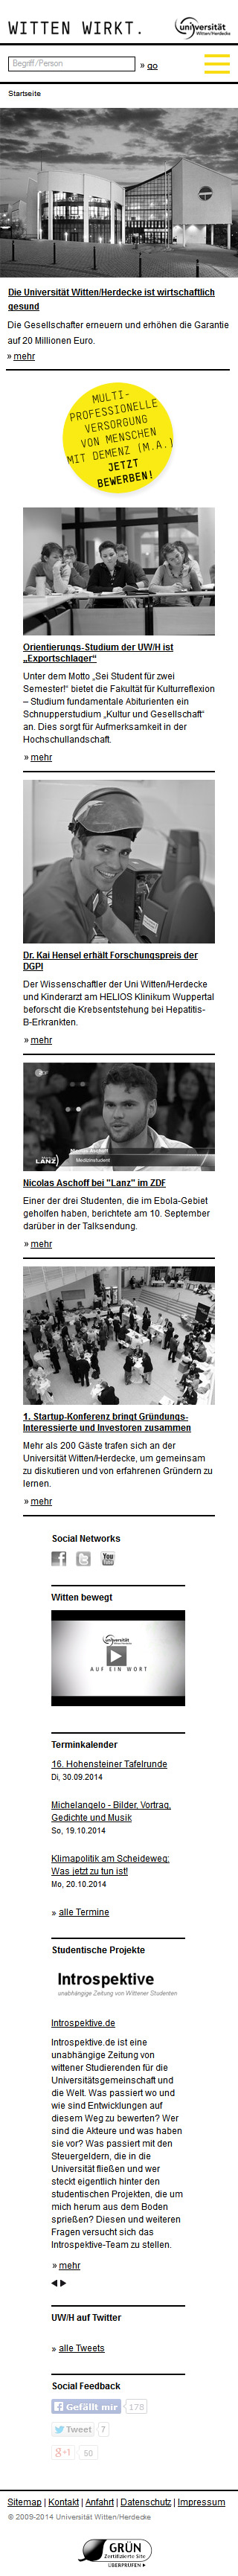 WITTEN WIRKT.
universität
Witten/Herdecke
Begriff/Person
» go
Startseite
Die Universität Witten/Herdecke ist wirtschaftlich
gesund
Die Gesellschafter erneuern und erhöhen die Garantie
auf 20 Millionen Euro.
» mehr
MULTI-
PROFESSIONELLE
VERSORGUNG
VON MENSCHEN
MIT DEMENZ (M.A.)
JETZT
BEWERBEN!
Orientierungs-Studium der UW/H ist
„Exportschlager“
Unter dem Motto „Sei Student für zwei
Semester!“ bietet die Fakultät für Kulturreflexion
– Studium fundamentale Abiturienten ein
Schnupperstudium „Kultur und Gesellschaft“
an. Dies sorgt für Aufmerksamkeit in der
Hochschullandschaft.
» mehr
Dr. Kai Hensel erhält Forschungspreis der
DGPI
Der Wissenschaftler der Uni Witten/Herdecke
und Kinderarzt am HELIOS Klinikum Wuppertal
beforscht die Krebsentstehung bei Hepatitis-
B-Erkrankten.
» mehr
ZDF
LANZ
Nicolas Aschoff
Medizinstudent
Nicolas Aschoff bei "Lanz" im ZDF
Einer der drei Studenten, die im Ebola-Gebiet
geholfen haben, berichtete am 10. September
darüber in der Talksendung.
» mehr
1. Startup-Konferenz bringt Gründungs-
Interessierte und Investoren zusammen
Mehr als 200 Gäste trafen sich an der
Universität Witten/Herdecke, um gemeinsam
zu diskutieren und von erfahrenen Gründern zu
lernen.
» mehr
Social Networks
You
Witten bewegt
universität
AUF EIN WORT
Terminkalender
16. Hohensteiner Tafelrunde
Di, 30.09.2014
Michelangelo - Bilder, Vortrag,
Gedichte und Musik
So, 19.10.2014
Klimapolitik am Scheideweg:
Was jetzt zu tun ist!
Mo, 20.10.2014
» alle Termine
Studentische Projekte
Introspektive
unabhängige Zeitung von Wittener Studenten
Introspektive.de
Introspektive.de ist eine
unabhängige Zeitung von
wittener Studierenden für die
Universitätsgemeinschaft und
die Welt. Was passiert wo und
wie sind Entwicklungen auf
diesem Weg zu bewerten? Wer
sind die Akteure und was haben
sie vor? Was passiert mit den
Steuergeldern, die in die
Universität fließen und wer
steckt eigentlich hinter den
studentischen Projekten, die um
mich herum aus dem Boden
sprießen? Diesen und weiteren
Fragen versucht sich das
Introspektive-Team zu stellen.
» mehr
UW/H auf Twitter
» alle Tweets
Social Feedback
Gefällt mir 178
Tweet 7
+1 50
Sitemap | Kontakt | Anfahrt | Datenschutz | Impressum
© 2009-2014 Universität Witten/Herdecke
GRÜN
Zertifizierte Site
ÜBERPRÜFEN